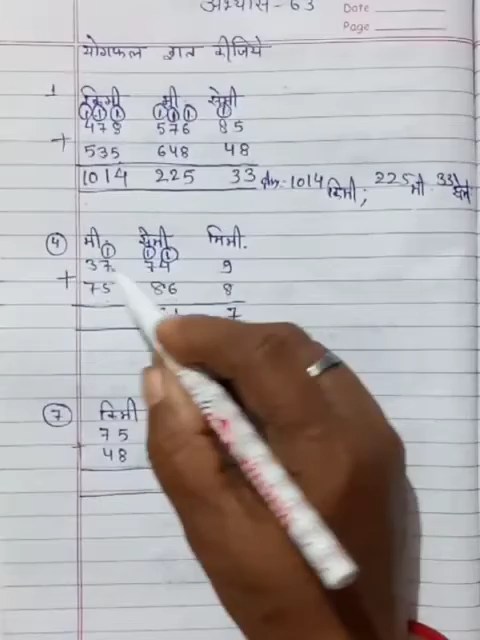 अभ्यास - 63
Date
Page
योगफल ज्ञात कीजिये
1 किमी मी सेमी
1 1 1 1 1 1 1
478 576 85
+ 535 648 48
1014 225 33 उत्तर - 1014 किमी; 225 मी 33 सेमी
4 मी सेमी मिमी.
1 1 1
37 74 9
+ 75 86 8
7
7 किमी
75
48